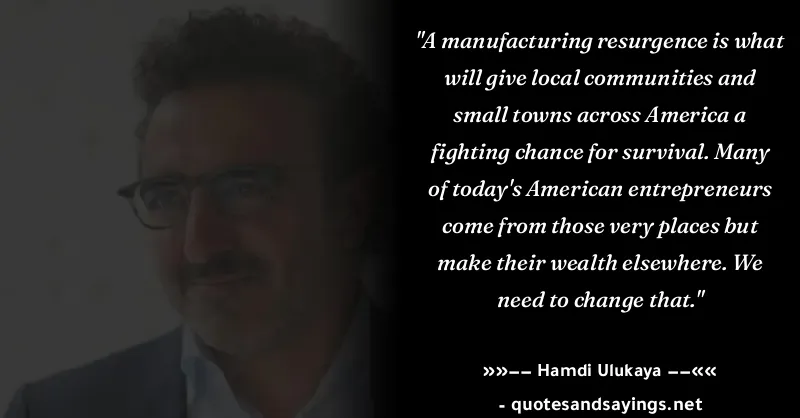 "A manufacturing resurgence is what
will give local communities and
small towns across America a
fighting chance for survival. Many
of today's American entrepreneurs
come from those very places but
make their wealth elsewhere. We
need to change that."
»»−− Hamdi Ulukaya −−««
- quotesandsayings.net